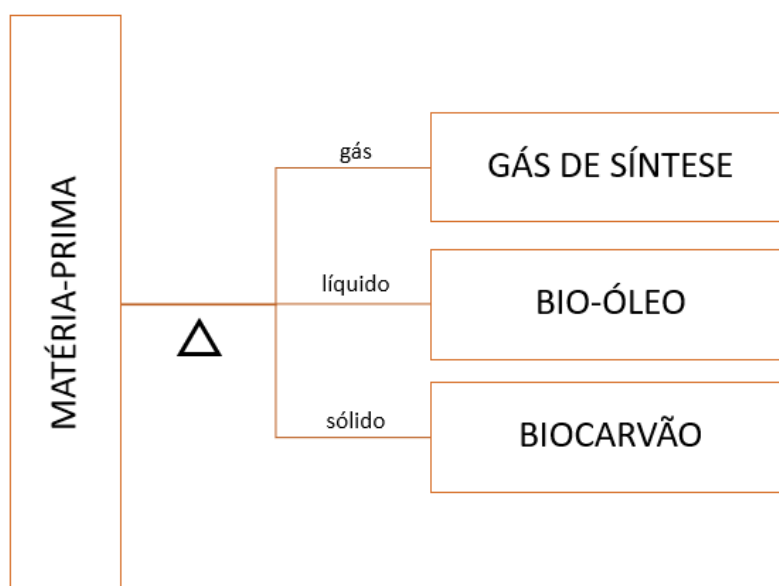 MATÉRIA-PRIMA
gás
GÁS DE SÍNTESE
líquido
BIO-ÓLEO
sólido
BIOCARVÃO